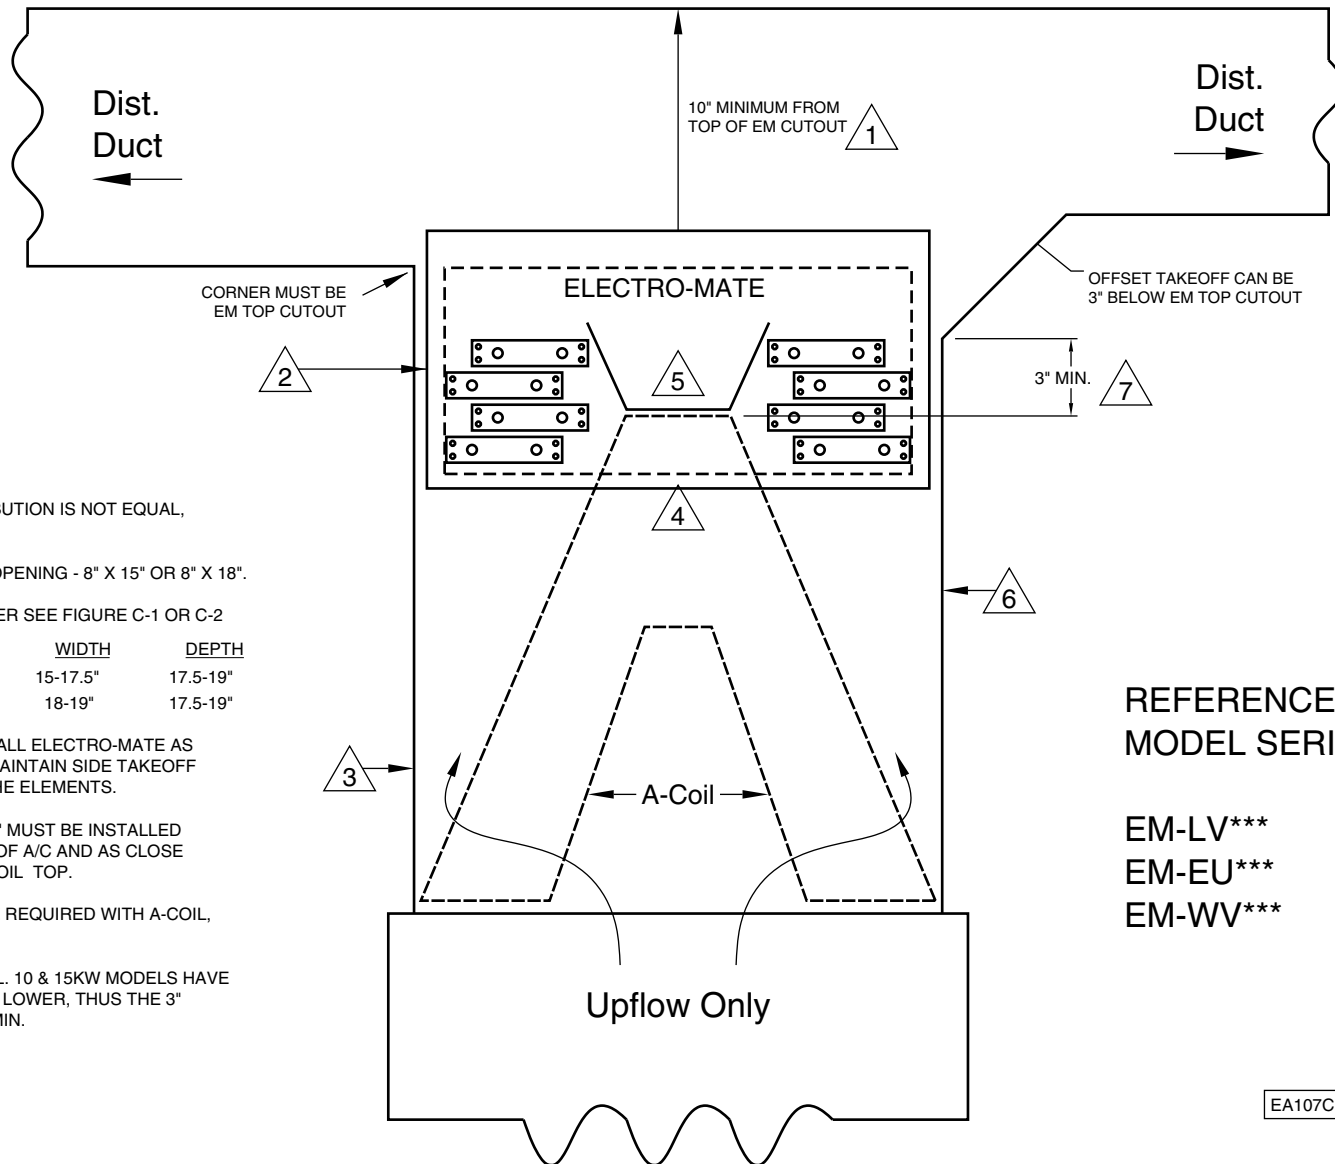 Dist.
Duct
10" MINIMUM FROM
TOP OF EM CUTOUT
1
Dist.
Duct
CORNER MUST BE
EM TOP CUTOUT
ELECTRO-MATE
OFFSET TAKEOFF CAN BE
3" BELOW EM TOP CUTOUT
2
5
3" MIN.
7
4
BUTION IS NOT EQUAL,
OPENING - 8" X 15" OR 8" X 18".
ER SEE FIGURE C-1 OR C-2
WIDTH DEPTH
15-17.5" 17.5-19"
18-19" 17.5-19"
ALL ELECTRO-MATE AS
AINTAIN SIDE TAKEOFF
HE ELEMENTS.
" MUST BE INSTALLED
OF A/C AND AS CLOSE
OIL TOP.
REQUIRED WITH A-COIL,
L. 10 & 15KW MODELS HAVE
LOWER, THUS THE 3"
MIN.
3
6
A-Coil
Upflow Only
REFERENCE
MODEL SERI
EM-LV***
EM-EU***
EM-WV***
EA107C